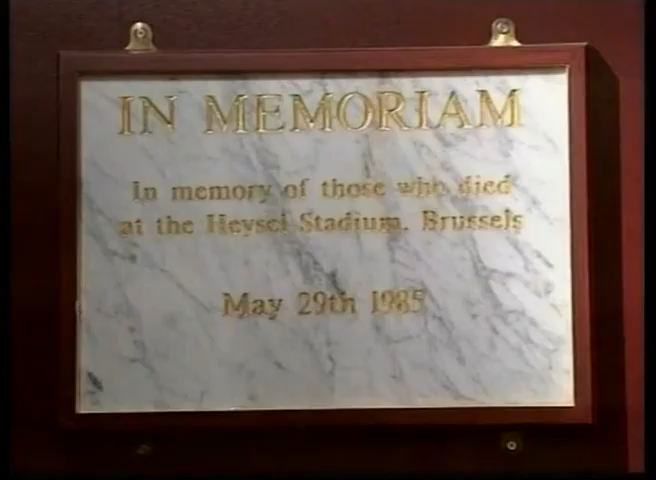 IN MEMORIAM
In memory of those who died
at the Heysel Stadium. Brussels
May 29th 1985